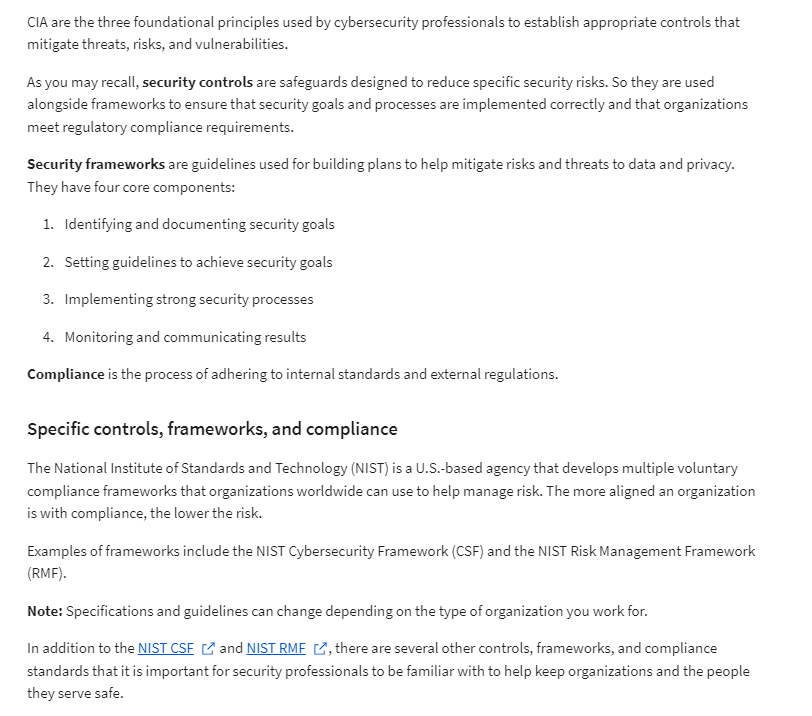 CIA are the three foundational principles used by cybersecurity professionals to establish appropriate controls that
mitigate threats, risks, and vulnerabilities.
As you may recall, security controls are safeguards designed to reduce specific security risks. So they are used
alongside frameworks to ensure that security goals and processes are implemented correctly and that organizations
meet regulatory compliance requirements.
Security frameworks are guidelines used for building plans to help mitigate risks and threats to data and privacy.
They have four core components:
1. Identifying and documenting security goals
2. Setting guidelines to achieve security goals
3. Implementing strong security processes
4. Monitoring and communicating results
Compliance is the process of adhering to internal standards and external regulations.
Specific controls, frameworks, and compliance
The National Institute of Standards and Technology (NIST) is a U.S.-based agency that develops multiple voluntary
compliance frameworks that organizations worldwide can use to help manage risk. The more aligned an organization
is with compliance, the lower the risk.
Examples of frameworks include the NIST Cybersecurity Framework (CSF) and the NIST Risk Management Framework
(RMF).
Note: Specifications and guidelines can change depending on the type of organization you work for.
In addition to the NIST CSF and NIST RMF, there are several other controls, frameworks, and compliance
standards that it is important for security professionals to be familiar with to help keep organizations and the people
they serve safe.